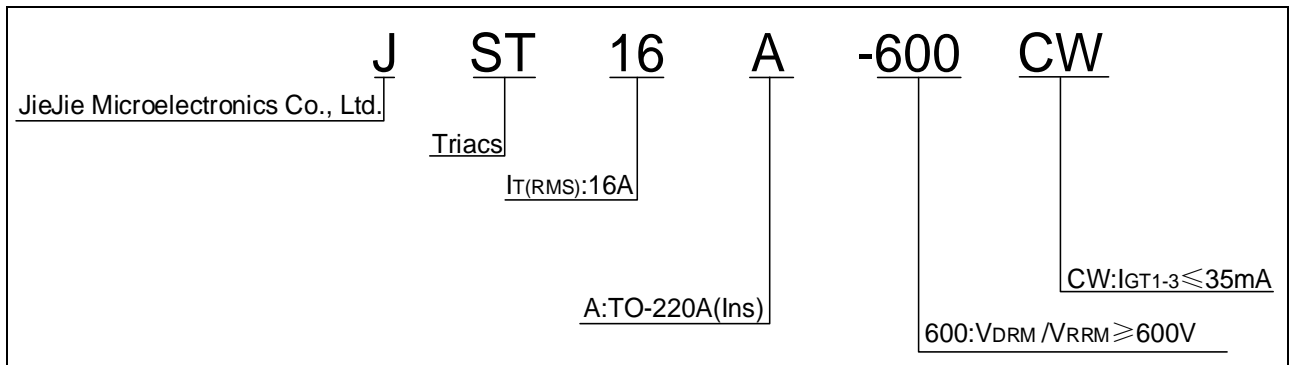 J ST 16 A -600 CW
JieJie Microelectronics Co., Ltd.
Triacs
IT(RMS):16A
CW:IGT1-3≤35mA
A:TO-220A(Ins)
600:VDRM /VRRM≥600V